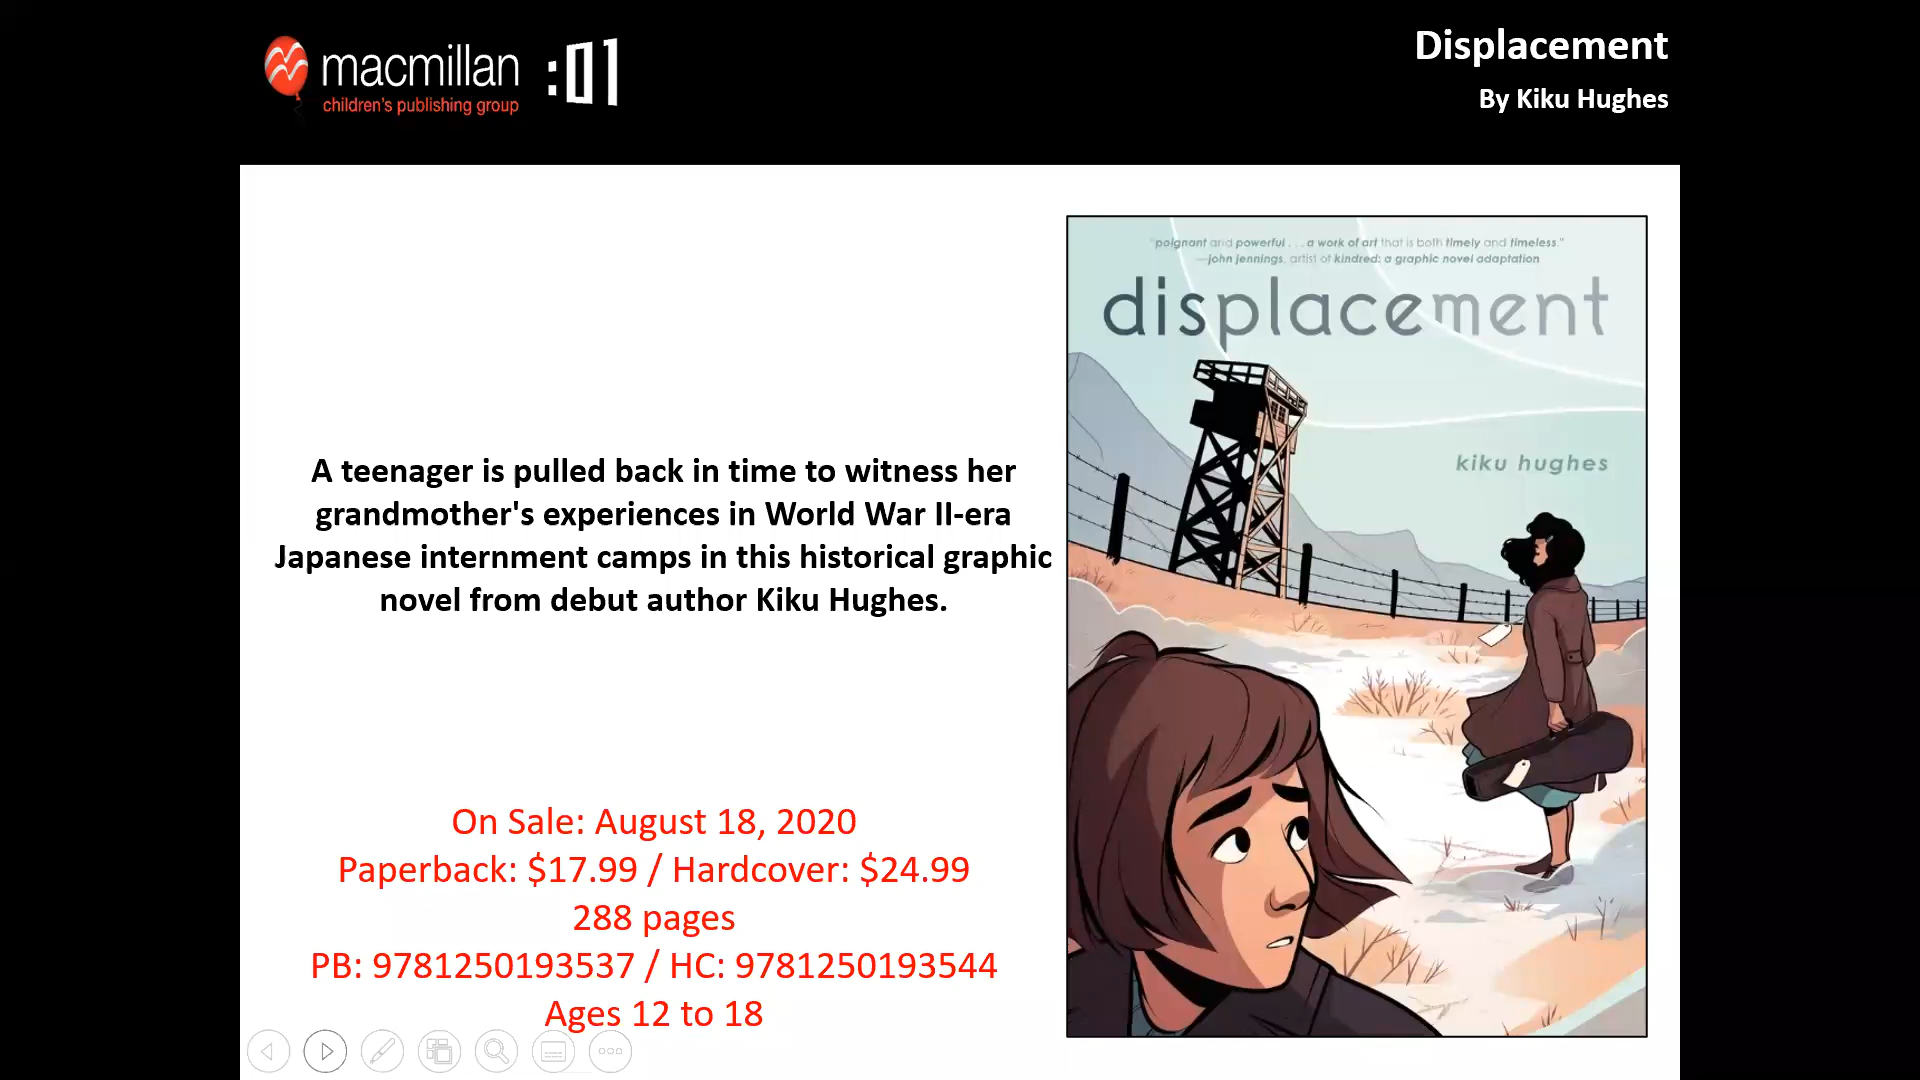 macmillan
children's publishing group
:01
Displacement
By Kiku Hughes
"poignant and powerful . . . a work of art that is both timely and timeless."
—john jennings, artist of kindred: a graphic novel adaptation
displacement
kiku hughes
A teenager is pulled back in time to witness her
grandmother's experiences in World War II-era
Japanese internment camps in this historical graphic
novel from debut author Kiku Hughes.
On Sale: August 18, 2020
Paperback: $17.99 / Hardcover: $24.99
288 pages
PB: 9781250193537 / HC: 9781250193544
Ages 12 to 18